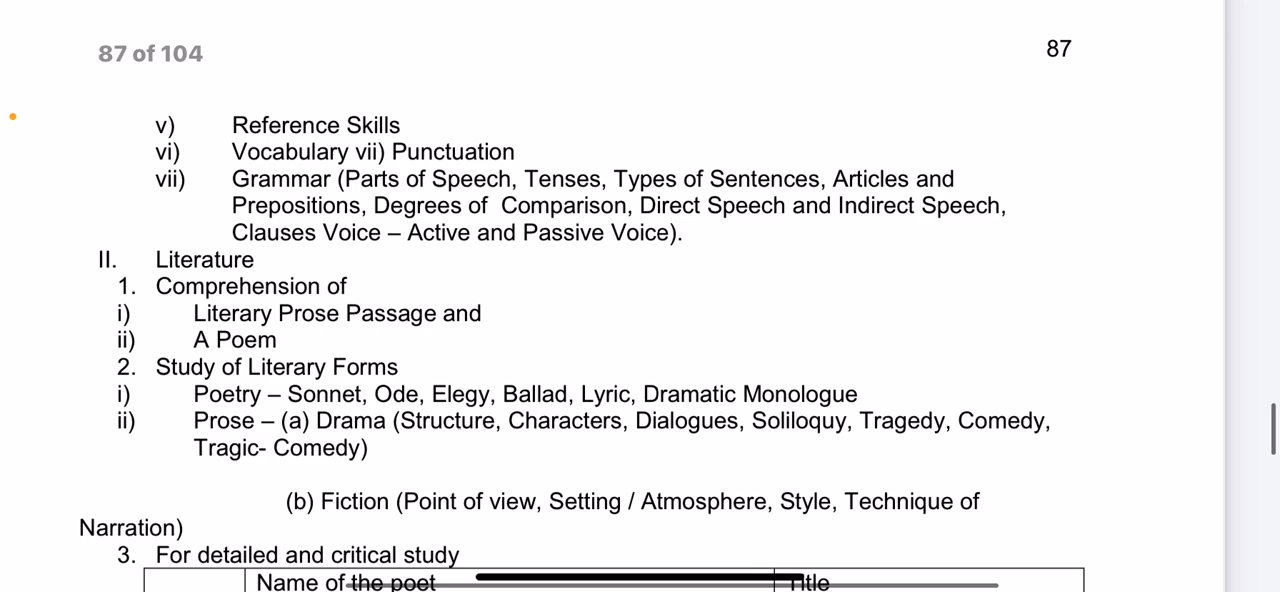 87 of 104
87
v) Reference Skills
vi) Vocabulary vii) Punctuation
vii) Grammar (Parts of Speech, Tenses, Types of Sentences, Articles and
Prepositions, Degrees of Comparison, Direct Speech and Indirect Speech,
Clauses Voice – Active and Passive Voice).
II. Literature
1. Comprehension of
i) Literary Prose Passage and
ii) A Poem
2. Study of Literary Forms
i) Poetry – Sonnet, Ode, Elegy, Ballad, Lyric, Dramatic Monologue
ii) Prose – (a) Drama (Structure, Characters, Dialogues, Soliloquy, Tragedy, Comedy,
Tragic- Comedy)
(b) Fiction (Point of view, Setting / Atmosphere, Style, Technique of
Narration)
3. For detailed and critical study
Name of the poet Title